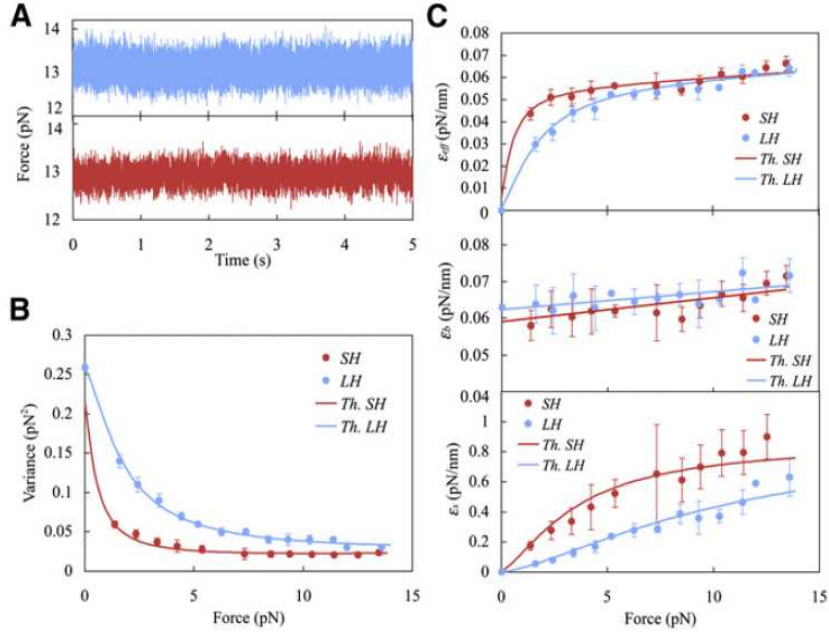 A
14
13
12
14
13
12
Force (pN)
0 1 2 3 4 5
Time (s)
B
0.3
0.25
0.2
0.15
0.1
0.05
0
Variance (pN²)
SH
LH
Th. SH
Th. LH
0 5 10 15
Force (pN)
C
0.08
0.07
0.06
0.05
0.04
0.03
0.02
0.01
0
εeff (pN/nm)
SH
LH
Th. SH
Th. LH
0.07
0.06
0.05
0.04
εb (pN/nm)
SH
LH
Th. SH
Th. LH
1
0.8
0.6
0.4
0.2
0
εs (pN/nm)
SH
LH
Th. SH
Th. LH
0 5 10 15
Force (pN)